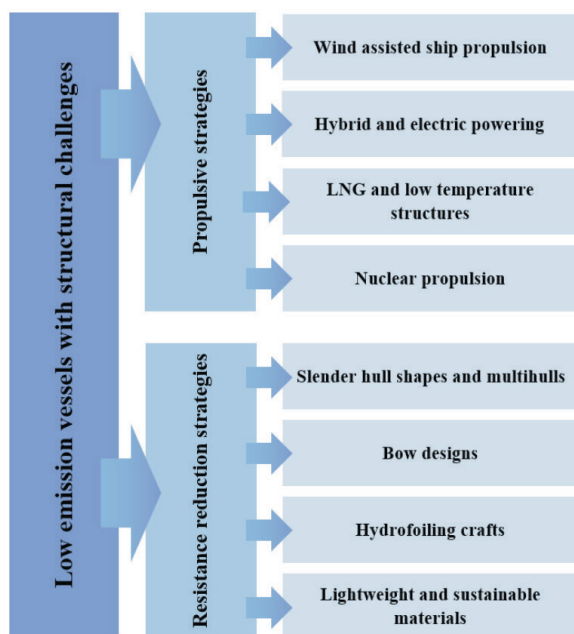 Low emission vessels with structural challenges
Propulsive strategies
Wind assisted ship propulsion
Hybrid and electric powering
LNG and low temperature
structures
Nuclear propulsion
Resistance reduction strategies
Slender hull shapes and multihulls
Bow designs
Hydrofoiling crafts
Lightweight and sustainable
materials